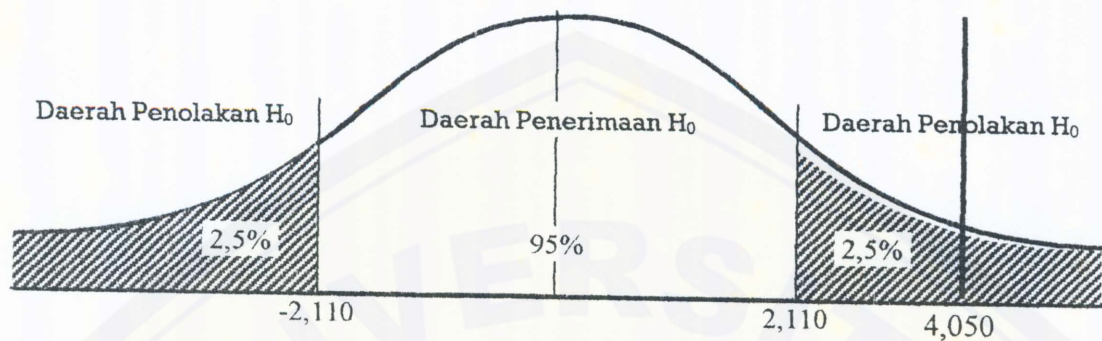 Daerah Penolakan H₀
Daerah Penerimaan H₀
Daerah Penolakan H₀
2,5%
95%
2,5%
-2,110
2,110
4,050
VERS